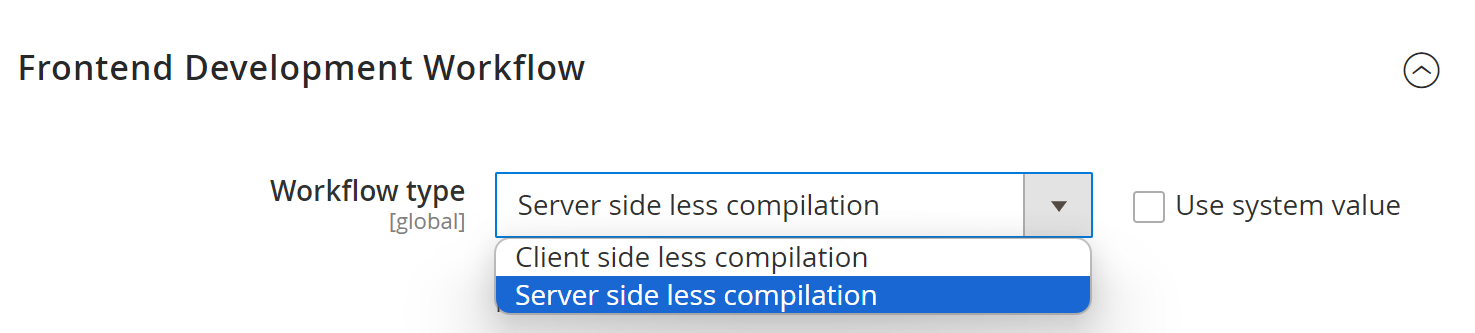 Frontend Development Workflow
Workflow type
[global]
Server side less compilation
Use system value
Client side less compilation
Server side less compilation